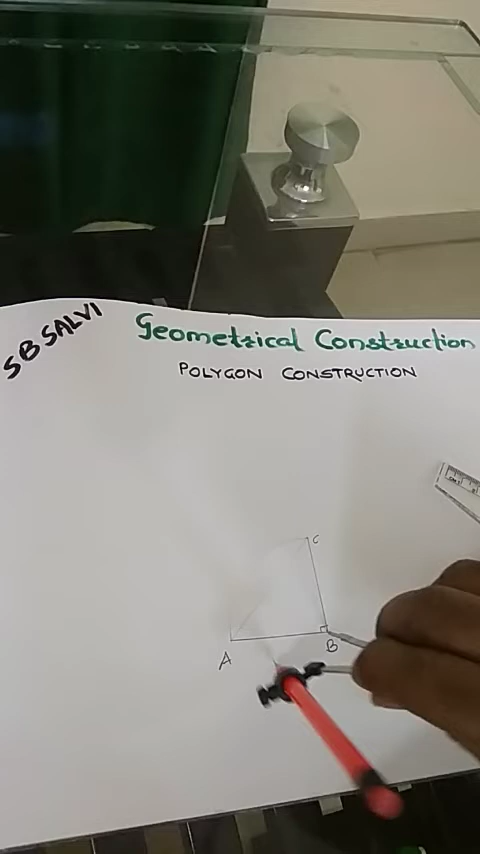 SB SALVI
Geometrical Construction
POLYGON CONSTRUCTION
C
A
B